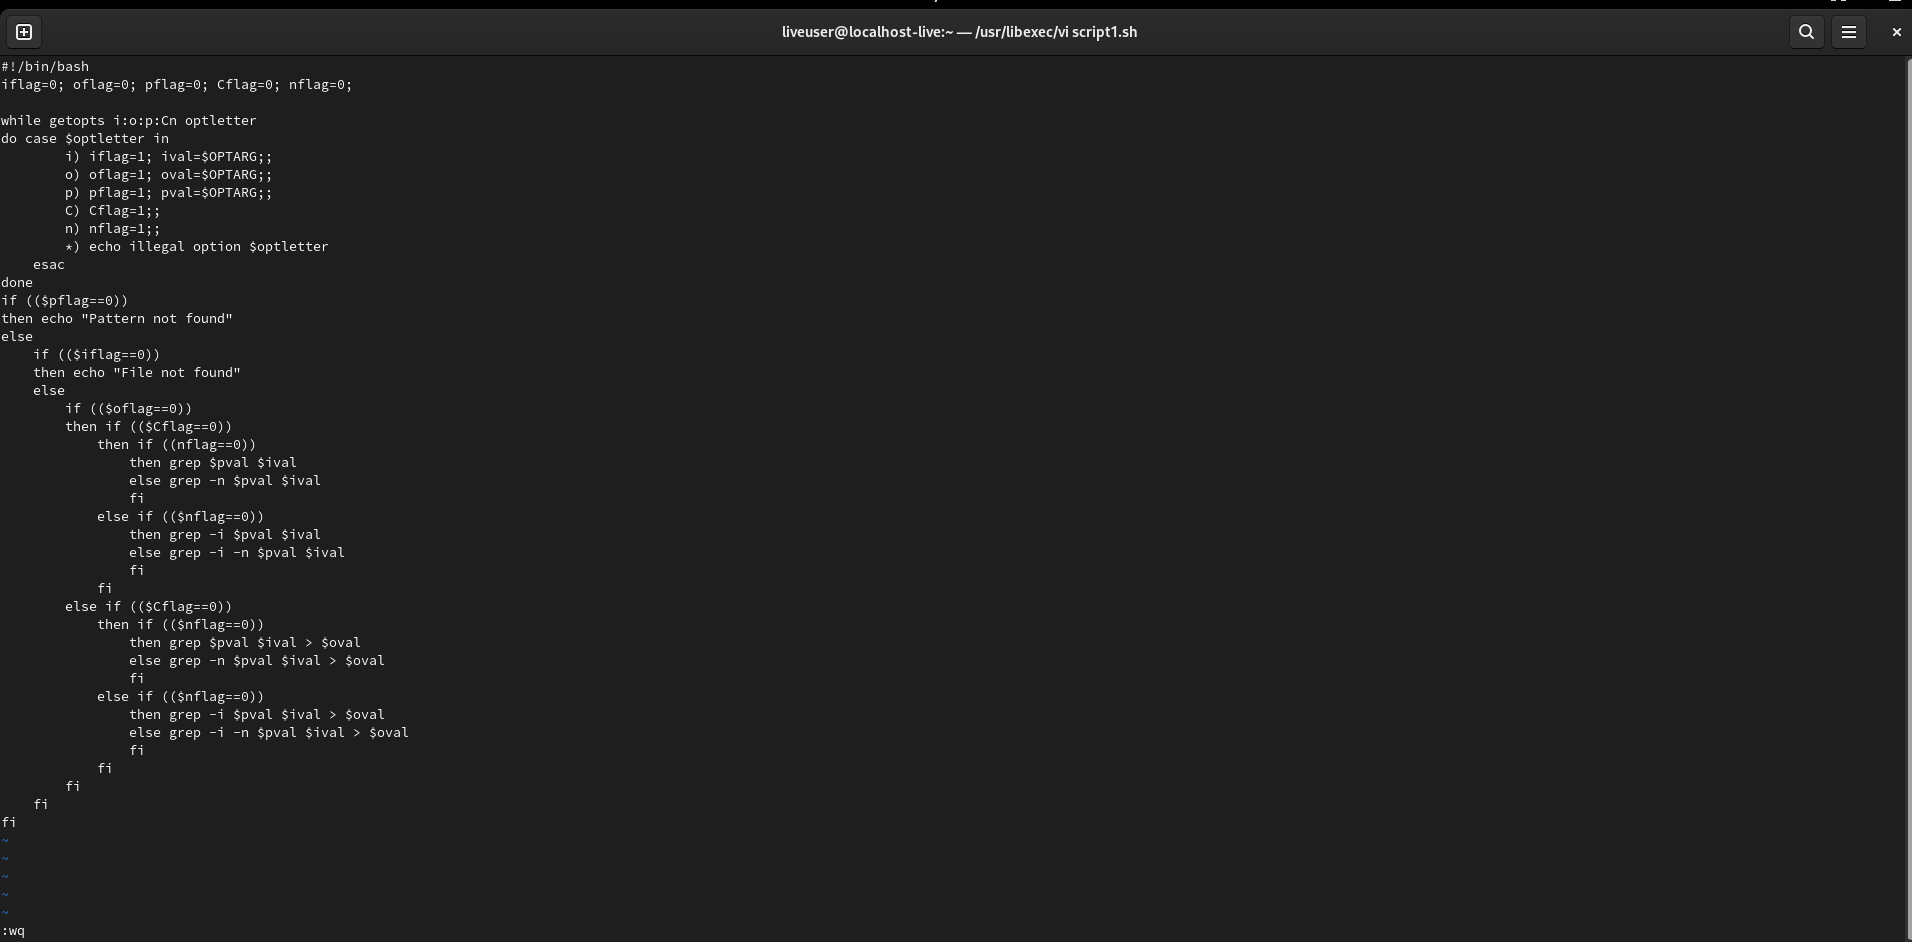 liveuser@localhost-live:~ — /usr/libexec/vi script1.sh
#!/bin/bash
iflag=0; oflag=0; pflag=0; Cflag=0; nflag=0;

while getopts i:o:p:Cn optletter
do case $optletter in
        i) iflag=1; ival=$OPTARG;;
        o) oflag=1; oval=$OPTARG;;
        p) pflag=1; pval=$OPTARG;;
        C) Cflag=1;;
        n) nflag=1;;
        *) echo illegal option $optletter
    esac
done
if (($pflag==0))
then echo "Pattern not found"
else
    if (($iflag==0))
    then echo "File not found"
    else
        if (($oflag==0))
        then if (($Cflag==0))
            then if ((nflag==0))
                then grep $pval $ival
                else grep -n $pval $ival
                fi
            else if (($nflag==0))
                then grep -i $pval $ival
                else grep -i -n $pval $ival
                fi
            fi
        else if (($Cflag==0))
            then if (($nflag==0))
                then grep $pval $ival > $oval
                else grep -n $pval $ival > $oval
                fi
            else if (($nflag==0))
                then grep -i $pval $ival > $oval
                else grep -i -n $pval $ival > $oval
                fi
            fi
        fi
    fi
fi
~
~
~
~
~
:wq